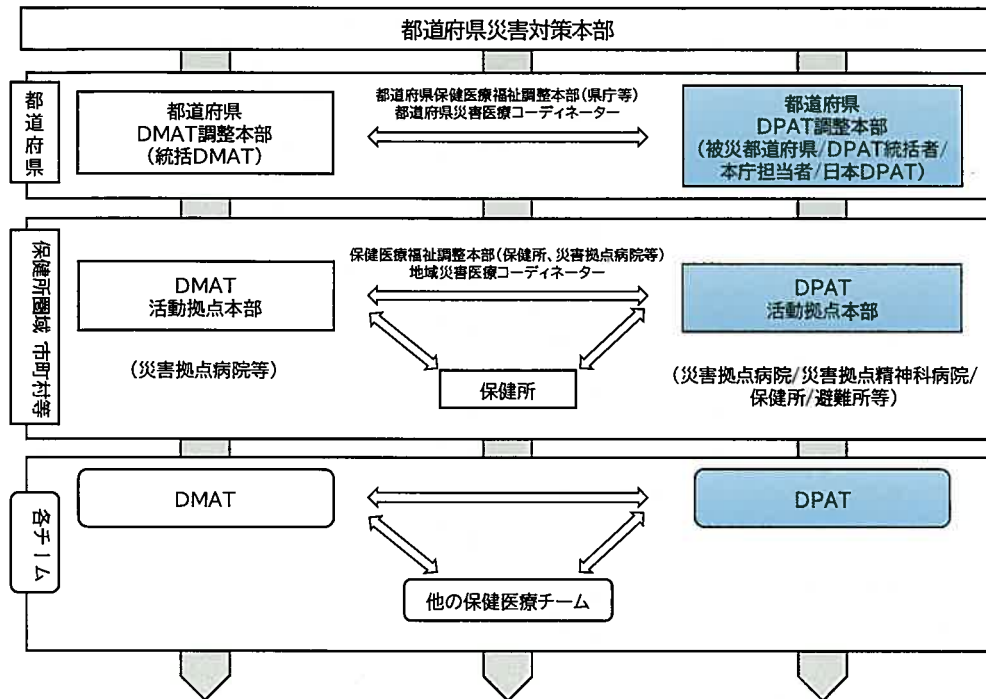 都道府県災害対策本部
都道府県
都道府県
DMAT調整本部
(統括DMAT)
都道府県保健医療福祉調整本部(県庁等)
都道府県災害医療コーディネーター
都道府県
DPAT調整本部
(被災都道府県/DPAT統括者/
本庁担当者/日本DPAT)
保健所圏域 市町村等
DMAT
活動拠点本部
(災害拠点病院等)
保健医療福祉調整本部(保健所、災害拠点病院等)
地域災害医療コーディネーター
保健所
DPAT
活動拠点本部
(災害拠点病院/災害拠点精神科病院/
保健所/避難所等)
各チーム
DMAT
他の保健医療チーム
DPAT